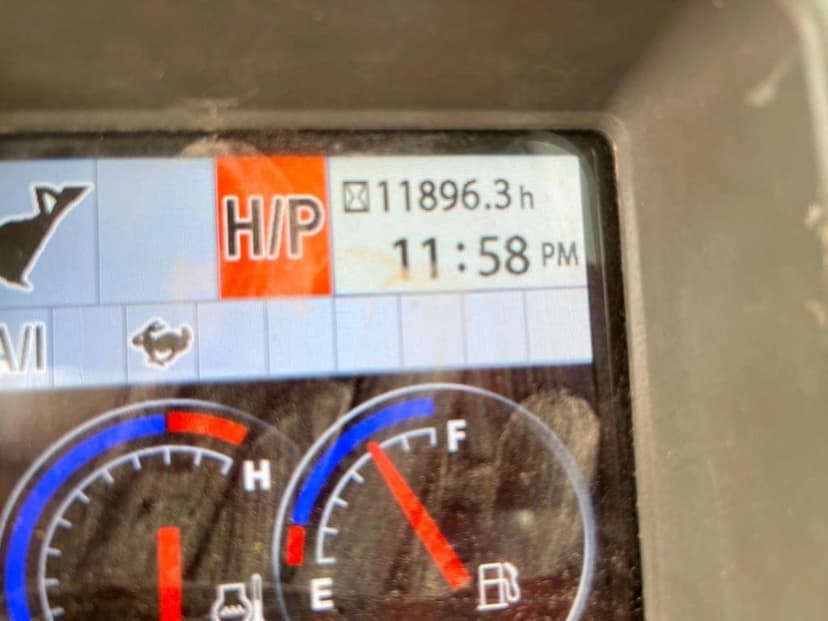 H/P
11896.3 h
11:58 PM
A/I
H
F
E